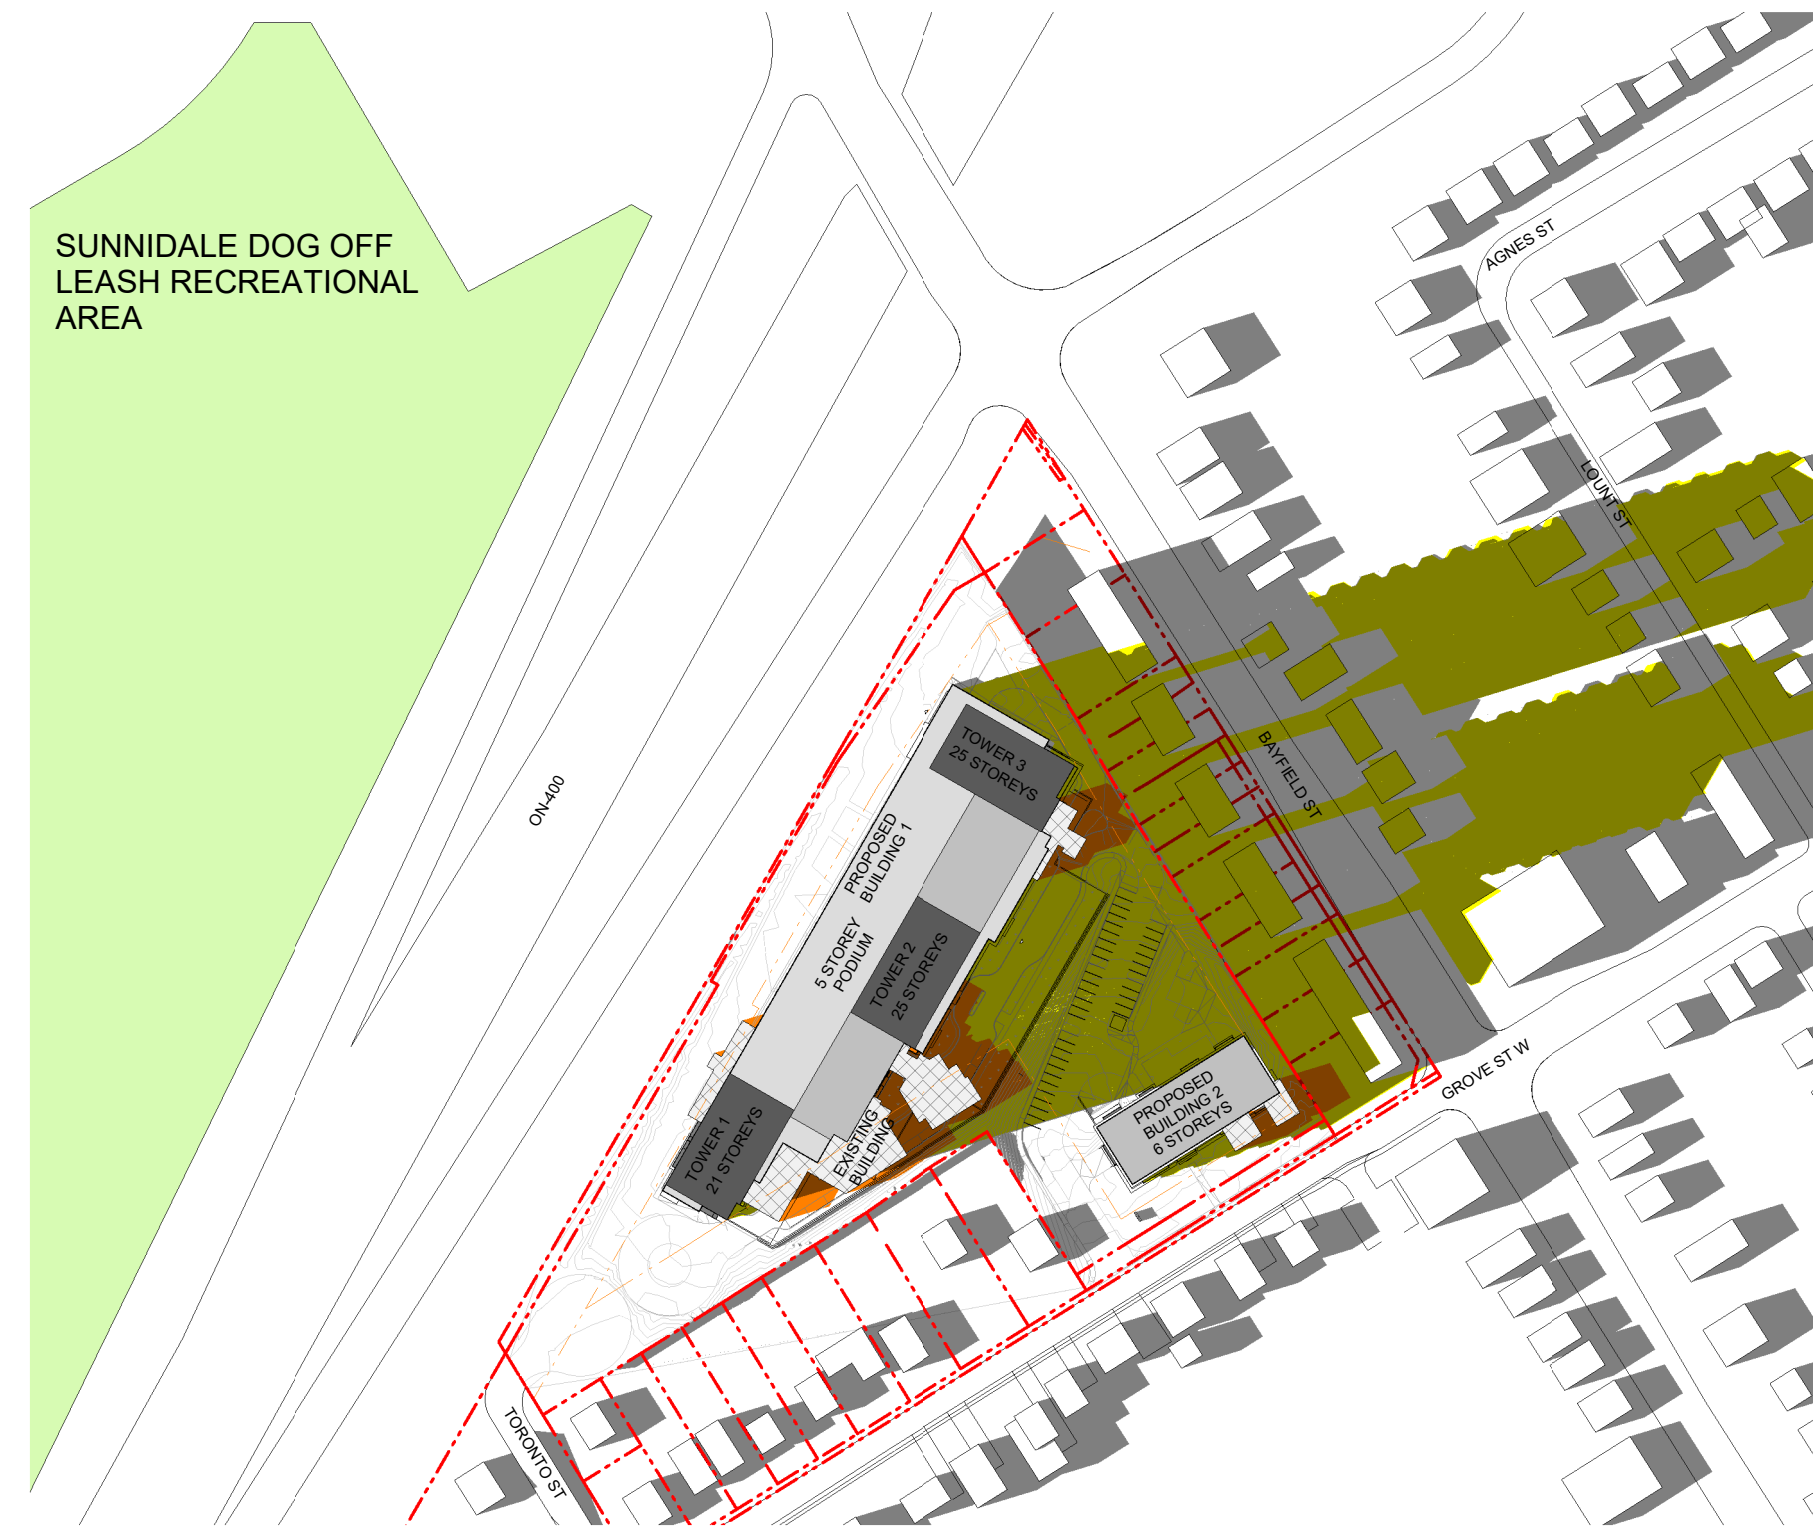 SUNNIDALE DOG OFF
LEASH RECREATIONAL
AREA
AGNES ST
LOUNT ST
ON-400
BAYFIELD ST
TOWER 3
25 STOREYS
PROPOSED
BUILDING 1
5 STOREY
PODIUM
TOWER 2
25 STOREYS
TOWER 1
21 STOREYS
EXISTING
BUILDING
PROPOSED
BUILDING 2
6 STOREYS
GROVE ST W
TORONTO ST